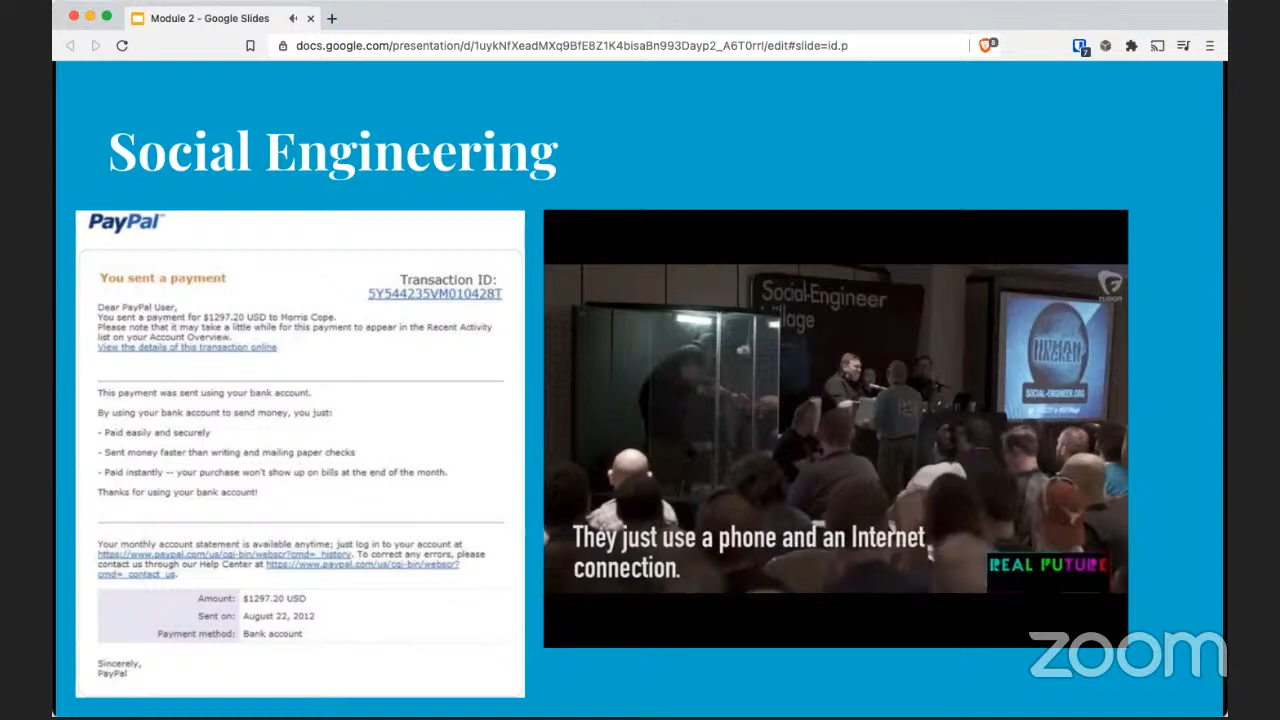 Module 2 - Google Slides
docs.google.com/presentation/d/1uykNfXeadMXq9BfE8Z1K4bisaBn993Dayp2_A6T0rrI/edit#slide=id.p
8
7
Social Engineering
PayPal
You sent a payment
Transaction ID:
5Y544235VM010428T
Dear PayPal User,
You sent a payment for $1297.20 USD to Morris Cope.
Please note that it may take a little while for this payment to appear in the Recent Activity
list on your Account Overview.
View the details of this transaction online
This payment was sent using your bank account.
By using your bank account to send money, you just:
- Paid easily and securely
- Sent money faster than writing and mailing paper checks
- Paid instantly -- your purchase won't show up on bills at the end of the month.
Thanks for using your bank account!
Your monthly account statement is available anytime; just log in to your account at
https://www.paypal.com/us/cgi-bin/webscr?cmd=_history. To correct any errors, please
contact us through our Help Center at https://www.paypal.com/us/cgi-bin/webscr?
cmd=_contact_us.
Amount: $1297.20 USD
Sent on: August 22, 2012
Payment method: Bank account
Sincerely,
PayPal
Social-Engineer
Village
FUSION
HUMAN
HACKER
SOCIAL-ENGINEER.ORG
They just use a phone and an Internet
connection.
REAL FUTURE
zoom